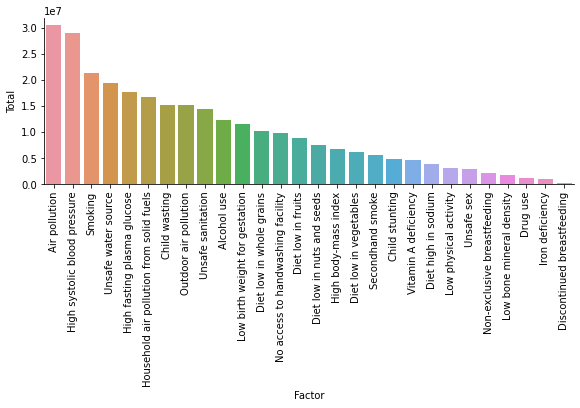 1e7
3.0
2.5
2.0
1.5
1.0
0.5
0.0
Total
Air pollution
High systolic blood pressure
Smoking
Unsafe water source
High fasting plasma glucose
Household air pollution from solid fuels
Child wasting
Outdoor air pollution
Unsafe sanitation
Alcohol use
Low birth weight for gestation
Diet low in whole grains
No access to handwashing facility
Diet low in fruits
Diet low in nuts and seeds
High body-mass index
Diet low in vegetables
Secondhand smoke
Child stunting
Vitamin A deficiency
Diet high in sodium
Low physical activity
Unsafe sex
Non-exclusive breastfeeding
Low bone mineral density
Drug use
Iron deficiency
Discontinued breastfeeding
Factor